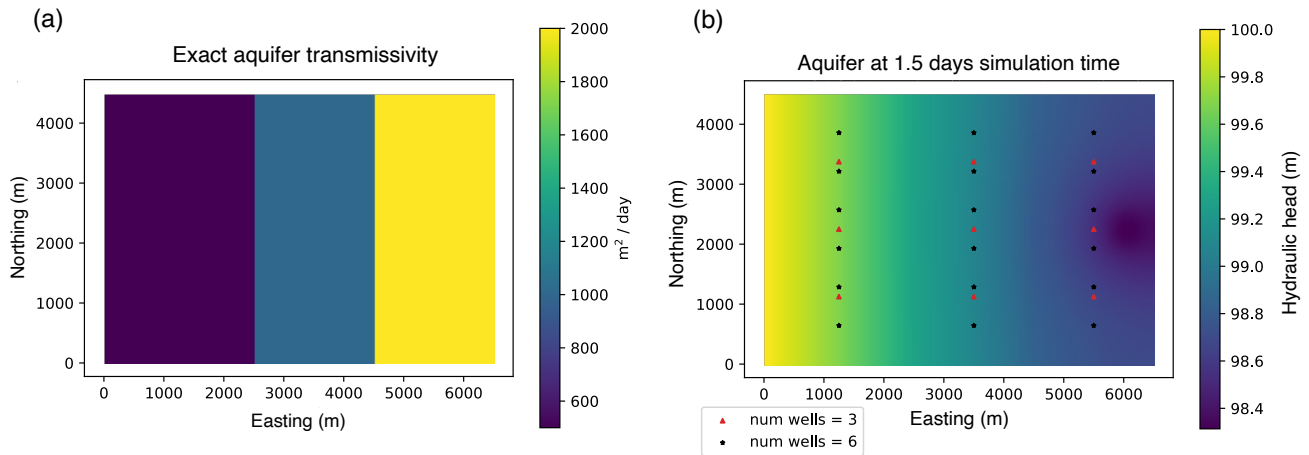 (a)
Exact aquifer transmissivity
Northing (m)
4000
3000
2000
1000
0
0 1000 2000 3000 4000 5000 6000
Easting (m)
2000
1800
1600
1400
1200
1000
800
600
m² / day
(b)
Aquifer at 1.5 days simulation time
Northing (m)
4000
3000
2000
1000
0
0 1000 2000 3000 4000 5000 6000
Easting (m)
num wells = 3
num wells = 6
100.0
99.8
99.6
99.4
99.2
99.0
98.8
98.6
98.4
Hydraulic head (m)